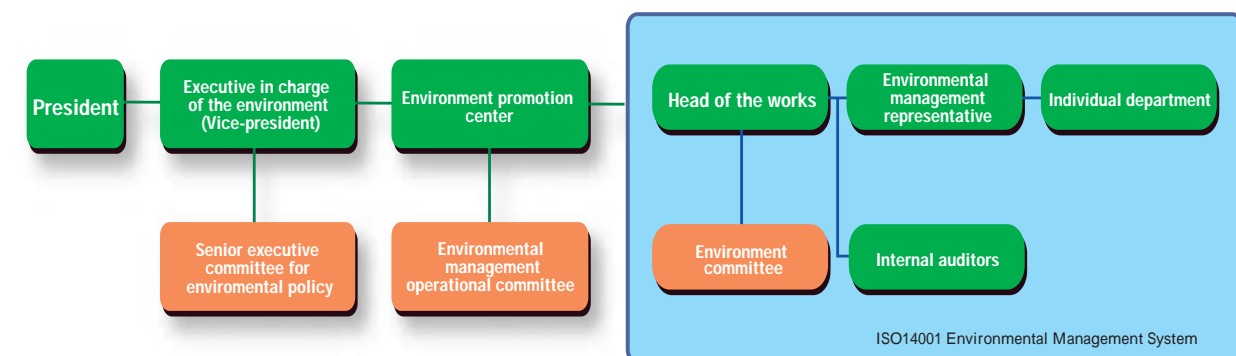 President
Executive in charge
of the environment
(Vice-president)
Environment promotion
center
Head of the works
Environmental
management
representative
Individual department
Senior executive
committee for
enviromental policy
Environmental
management
operational committee
Environment
committee
Internal auditors
ISO14001 Environmental Management System